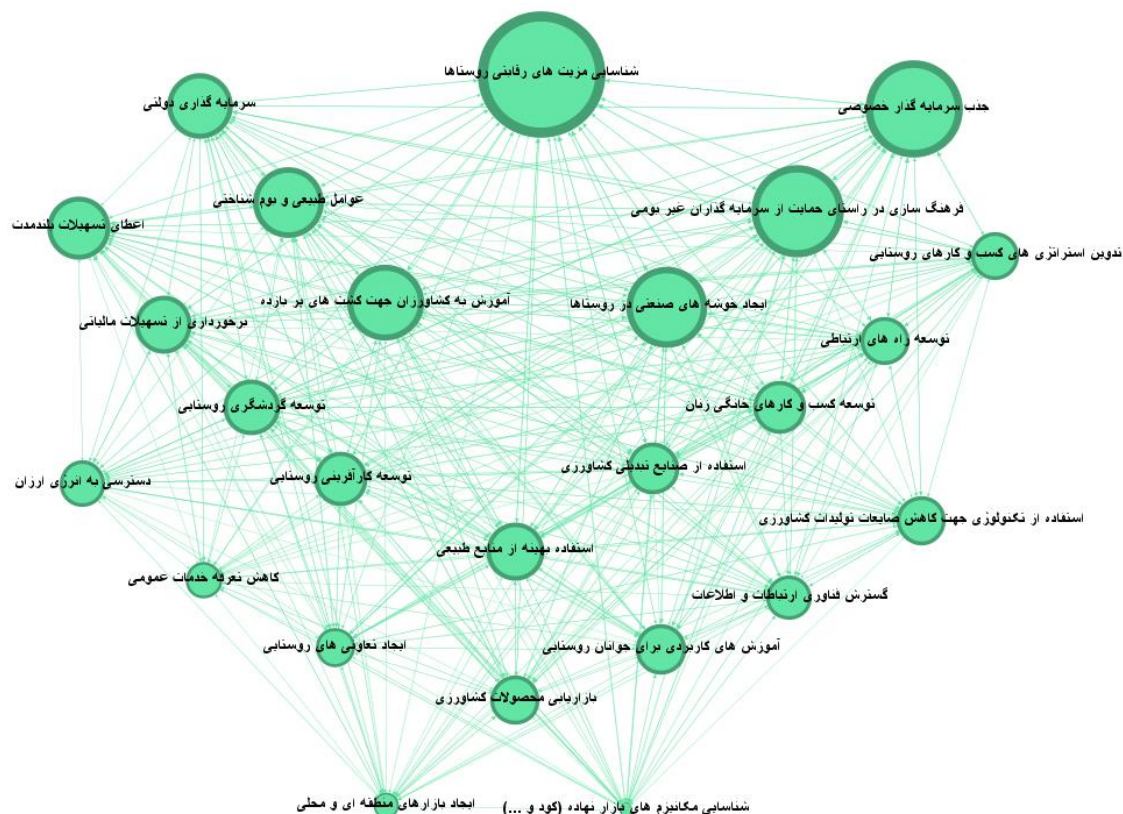 شناسایی مزیت های رقابتی روستاها
سرمایه گذاری دولتی
جذب سرمایه گذار خصوصی
عوامل طبیعی و بوم شناختی
فرهنگ سازی در راستای حمایت از سرمایه گذاران غیر بومی
اعطای تسهیلات بلندمدت
تدوین استراتژی های کسب و کارهای روستایی
آموزش به کشاورزان جهت کشت های پر بازده
ایجاد خوشه های صنعتی در روستاها
برخورداری از تسهیلات مالیاتی
توسعه راه های ارتباطی
توسعه گردشگری روستایی
توسعه کسب و کارهای خانگی زنان
استفاده از صنایع تبدیلی کشاورزی
توسعه کارآفرینی روستایی
دسترسی به انرژی ارزان
استفاده از تکنولوژی جهت کاهش ضایعات تولیدات کشاورزی
استفاده بهینه از منابع طبیعی
کاهش تعرفه خدمات عمومی
گسترش فناوری ارتباطات و اطلاعات
ایجاد تعاونی های روستایی
آموزش های کاربردی برای جوانان روستایی
بازاریابی محصولات کشاورزی
شناسایی مکانیزم های بازار نهاده (کود و ...)
ایجاد بازارهای منطقه ای و محلی